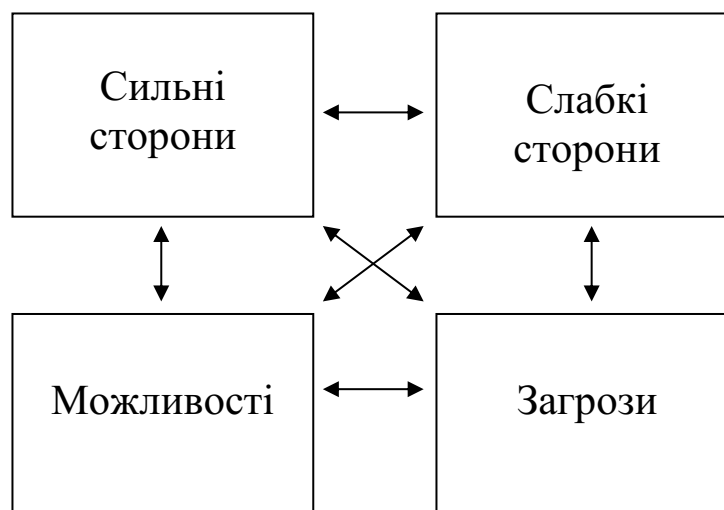 Сильні
сторони
Слабкі
сторони
Можливості
Загрози